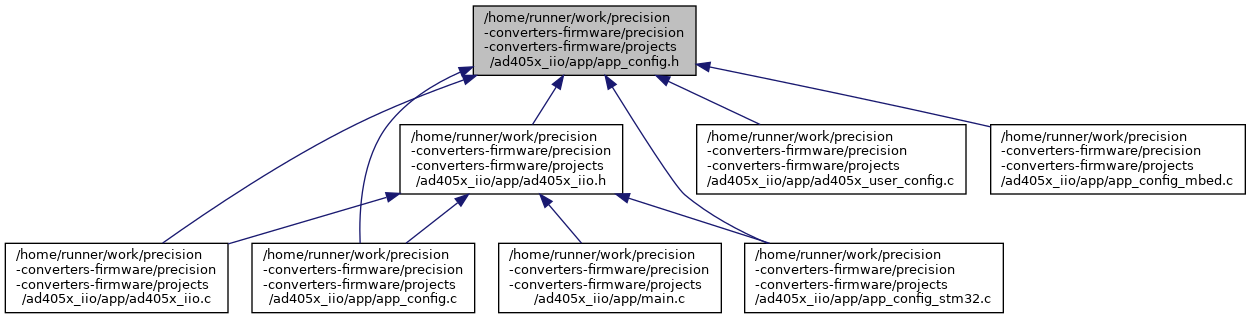 /home/runner/work/precision
-converters-firmware/precision
-converters-firmware/projects
/ad405x_iio/app/app_config.h
/home/runner/work/precision
-converters-firmware/precision
-converters-firmware/projects
/ad405x_iio/app/ad405x_iio.h
/home/runner/work/precision
-converters-firmware/precision
-converters-firmware/projects
/ad405x_iio/app/ad405x_user_config.c
/home/runner/work/precision
-converters-firmware/precision
-converters-firmware/projects
/ad405x_iio/app/app_config_mbed.c
/home/runner/work/precision
-converters-firmware/precision
-converters-firmware/projects
/ad405x_iio/app/ad405x_iio.c
/home/runner/work/precision
-converters-firmware/precision
-converters-firmware/projects
/ad405x_iio/app/app_config.c
/home/runner/work/precision
-converters-firmware/precision
-converters-firmware/projects
/ad405x_iio/app/main.c
/home/runner/work/precision
-converters-firmware/precision
-converters-firmware/projects
/ad405x_iio/app/app_config_stm32.c